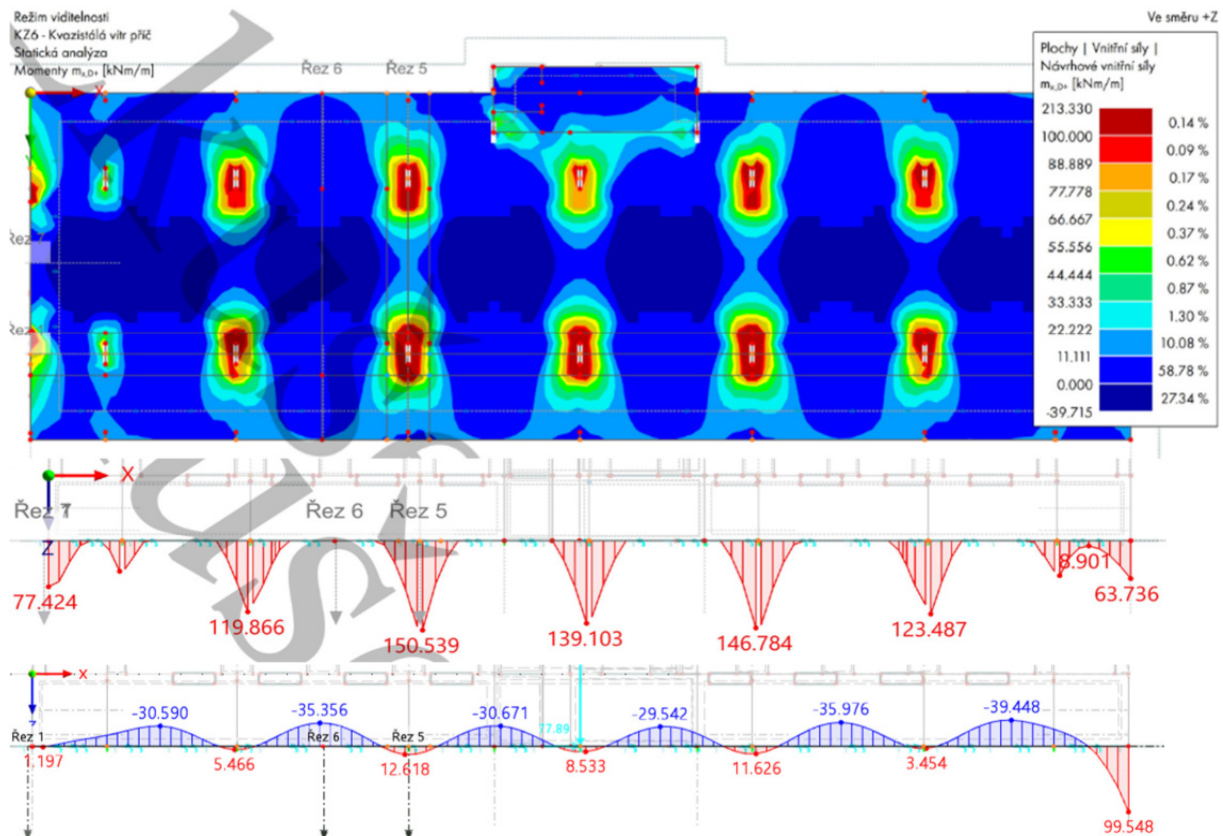 Režim viditelnosti
KZ6 - Kvazistálá vítr příč
Statická analýza
Momenty mx,D+ [kNm/m]
Ve směru +Z
Řez 6
Řez 5
X
Plochy | Vnitřní síly |
Návrhové vnitřní síly
mx,D+ [kNm/m]
213.330
100.000
88.889
77.778
66.667
55.556
44.444
33.333
22.222
11.111
0.000
-39.715
0.14 %
0.09 %
0.17 %
0.24 %
0.37 %
0.62 %
0.87 %
1.30 %
10.08 %
58.78 %
27.34 %
X
Řez 6
Řez 5
Z
77.424
119.866
150.539
139.103
146.784
123.487
8.901
63.736
x
-30.590
-35.356
-30.671
-29.542
-35.976
-39.448
77.89
Řez 1
Řez 6
Řez 5
1.197
5.466
12.618
8.533
11.626
3.454
99.548